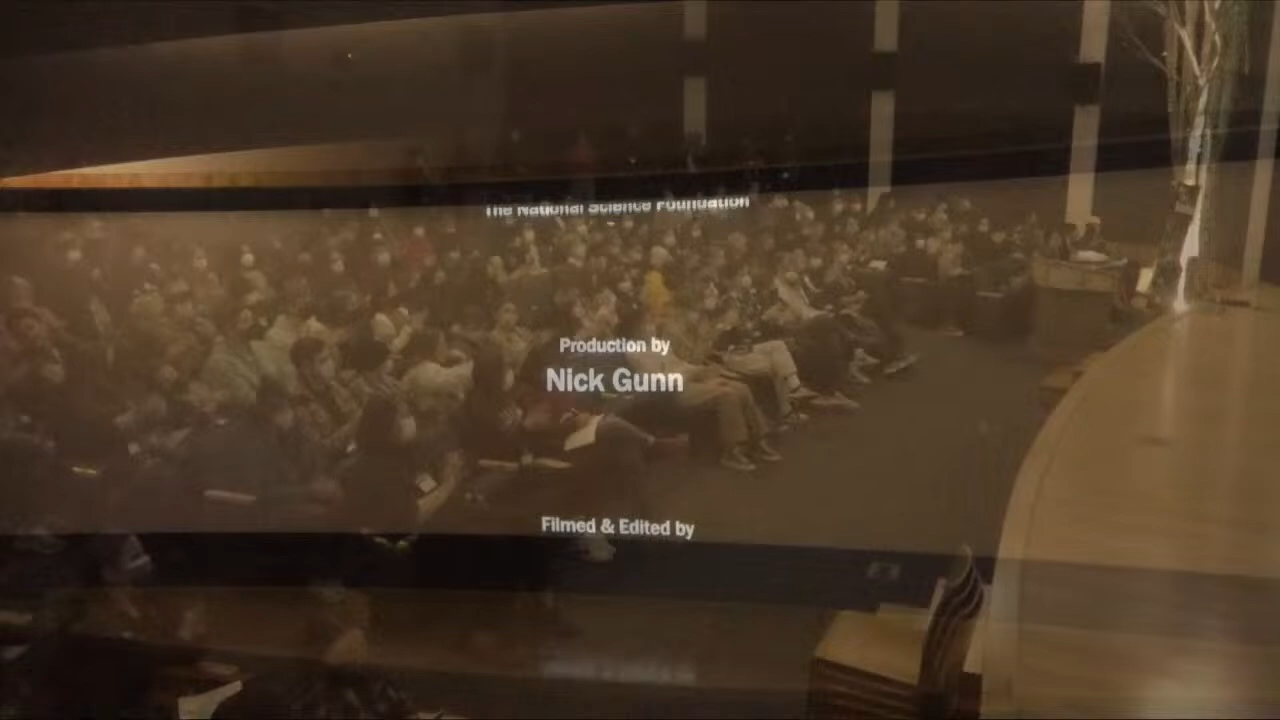 The National Science Foundation
Production by
Nick Gunn
Filmed & Edited by